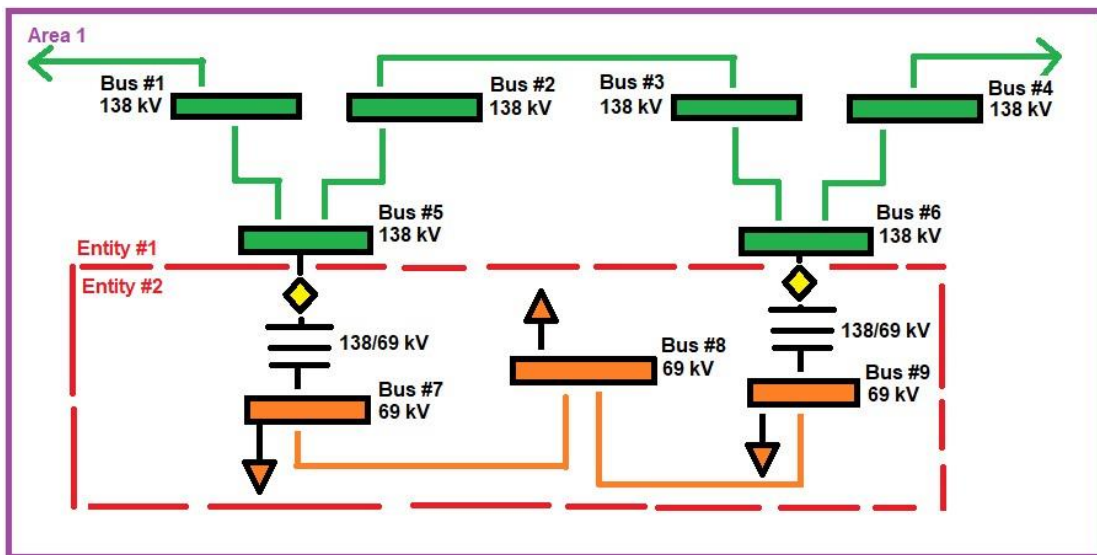 Area 1
Bus #1
138 kV
Bus #2
138 kV
Bus #3
138 kV
Bus #4
138 kV
Bus #5
138 kV
Bus #6
138 kV
Entity #1
Entity #2
138/69 kV
Bus #8
69 kV
138/69 kV
Bus #7
69 kV
Bus #9
69 kV